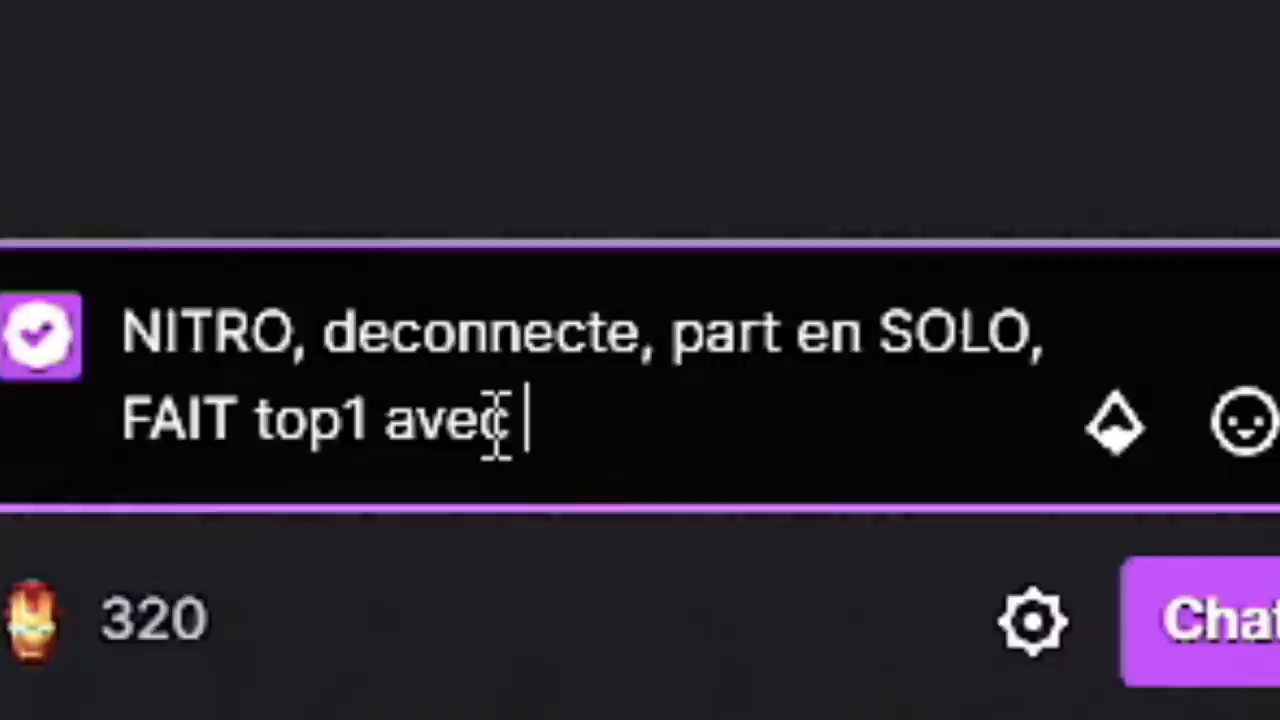 NITRO, deconnecte, part en SOLO,
FAIT top1 avec
320
Chat